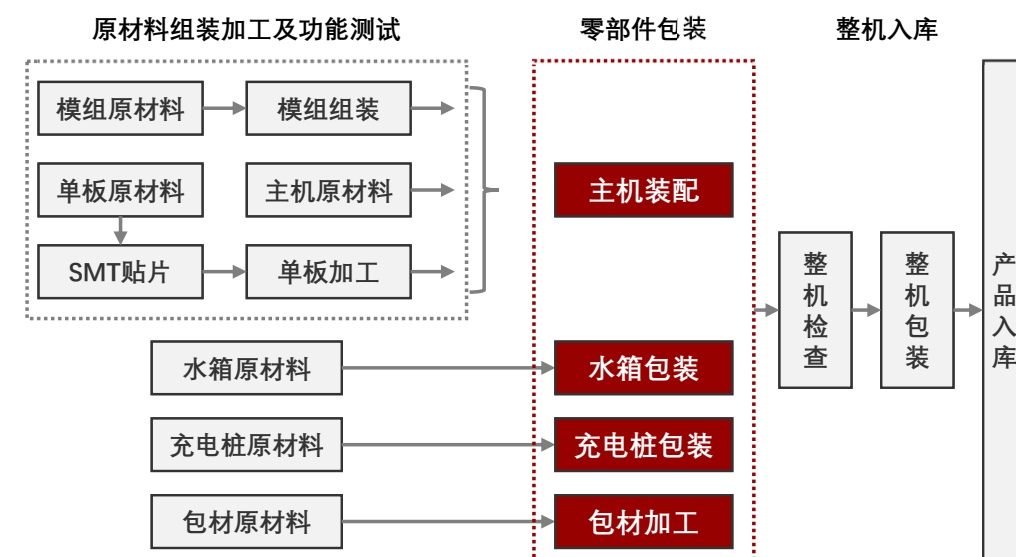 原材料组装加工及功能测试
零部件包装
整机入库
模组原材料
模组组装
单板原材料
主机原材料
主机装配
SMT贴片
单板加工
整机检查
整机包装
产品入库
水箱原材料
水箱包装
充电桩原材料
充电桩包装
包材原材料
包材加工